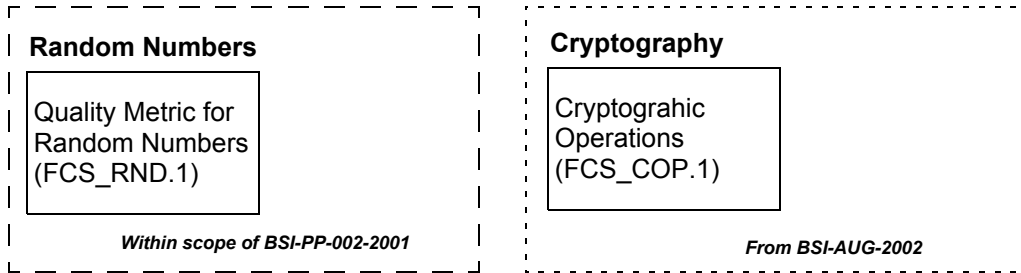 Random Numbers
Quality Metric for
Random Numbers
(FCS_RND.1)
Within scope of BSI-PP-002-2001
Cryptography
Cryptograhic
Operations
(FCS_COP.1)
From BSI-AUG-2002